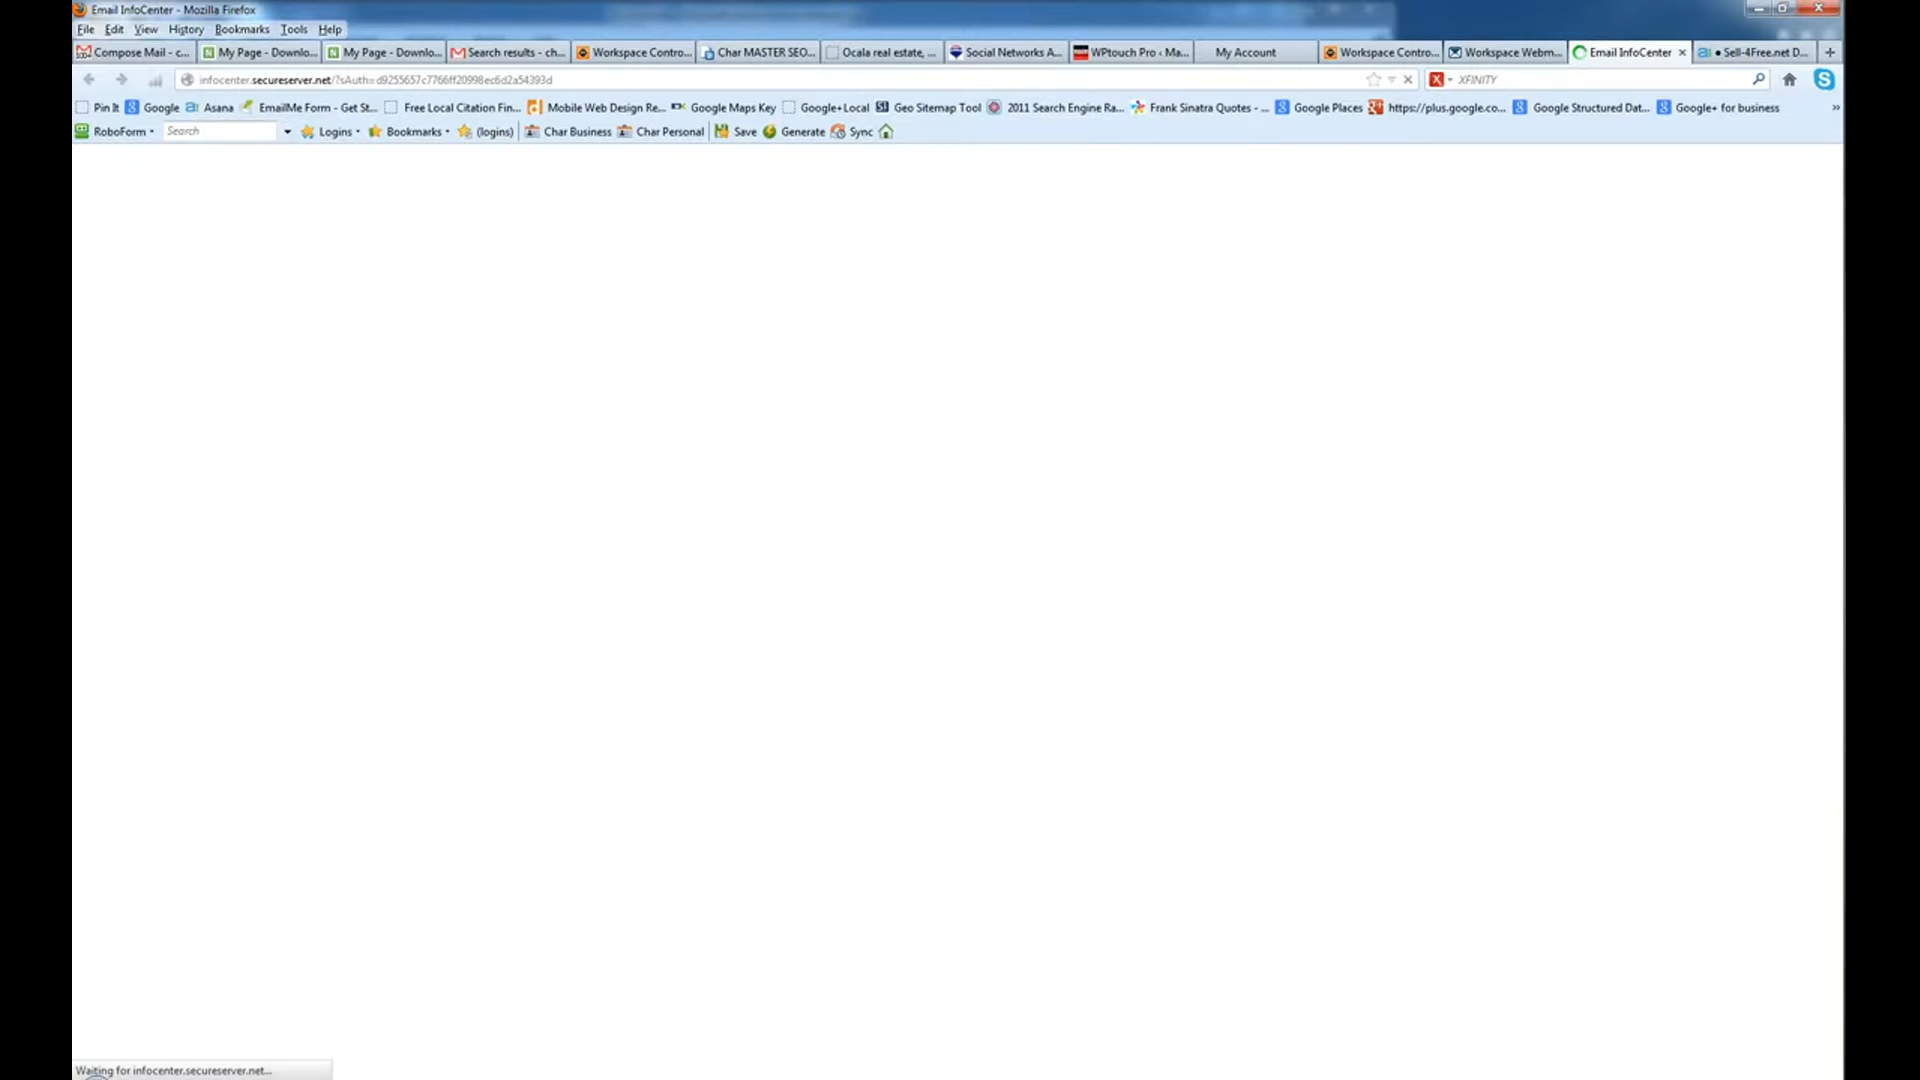 Email InfoCenter - Mozilla Firefox
File Edit View History Bookmarks Tools Help
Compose Mail - c... My Page - Downlo... My Page - Downlo... Search results - ch... Workspace Contro... Char MASTER SEO... Ocala real estate, ... Social Networks A... WPtouch Pro ‹ Ma... My Account Workspace Contro... Workspace Webm... Email InfoCenter × • Sell-4Free.net D... +
infocenter.secureserver.net/?sAuth=d9255657c7766ff20998ec6d2a54393d XFINITY
Pin It Google Asana EmailMe Form - Get St... Free Local Citation Fin... Mobile Web Design Re... Google Maps Key Google+Local Geo Sitemap Tool 2011 Search Engine Ra... Frank Sinatra Quotes - ... Google Places https://plus.google.co... Google Structured Dat... Google+ for business »
RoboForm Search Logins Bookmarks (logins) Char Business Char Personal Save Generate Sync
Waiting for infocenter.secureserver.net...